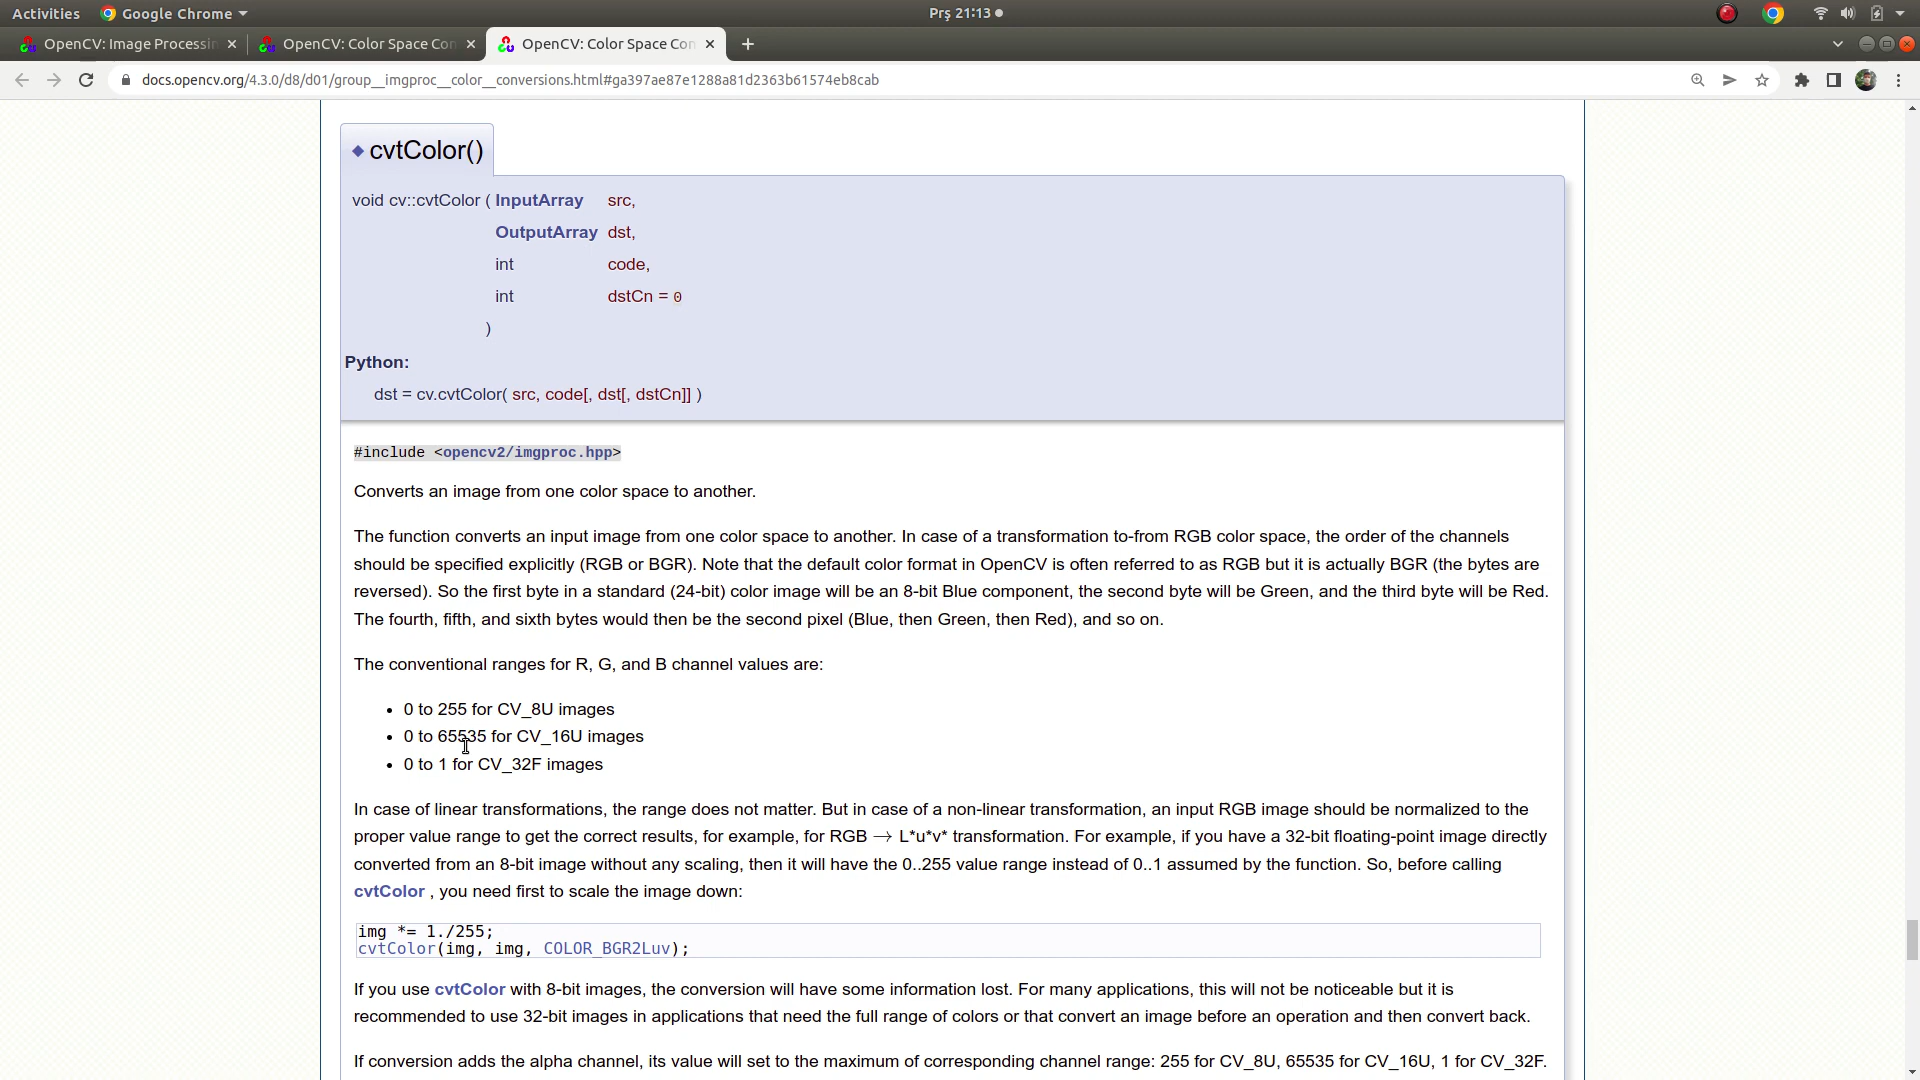 Activities Google Chrome Prş 21:13
OpenCV: Image Processin OpenCV: Color Space Con OpenCV: Color Space Con
docs.opencv.org/4.3.0/d8/d01/group__imgproc__color__conversions.html#ga397ae87e1288a81d2363b61574eb8cab
◆ cvtColor()
void cv::cvtColor ( InputArray src,
OutputArray dst,
int code,
int dstCn = 0
)
Python:
dst = cv.cvtColor( src, code[, dst[, dstCn]] )
#include <opencv2/imgproc.hpp>
Converts an image from one color space to another.
The function converts an input image from one color space to another. In case of a transformation to-from RGB color space, the order of the channels
should be specified explicitly (RGB or BGR). Note that the default color format in OpenCV is often referred to as RGB but it is actually BGR (the bytes are
reversed). So the first byte in a standard (24-bit) color image will be an 8-bit Blue component, the second byte will be Green, and the third byte will be Red.
The fourth, fifth, and sixth bytes would then be the second pixel (Blue, then Green, then Red), and so on.
The conventional ranges for R, G, and B channel values are:
• 0 to 255 for CV_8U images
• 0 to 65535 for CV_16U images
• 0 to 1 for CV_32F images
In case of linear transformations, the range does not matter. But in case of a non-linear transformation, an input RGB image should be normalized to the
proper value range to get the correct results, for example, for RGB → L*u*v* transformation. For example, if you have a 32-bit floating-point image directly
converted from an 8-bit image without any scaling, then it will have the 0..255 value range instead of 0..1 assumed by the function. So, before calling
cvtColor , you need first to scale the image down:
img *= 1./255;
cvtColor(img, img, COLOR_BGR2Luv);
If you use cvtColor with 8-bit images, the conversion will have some information lost. For many applications, this will not be noticeable but it is
recommended to use 32-bit images in applications that need the full range of colors or that convert an image before an operation and then convert back.
If conversion adds the alpha channel, its value will set to the maximum of corresponding channel range: 255 for CV_8U, 65535 for CV_16U, 1 for CV_32F.